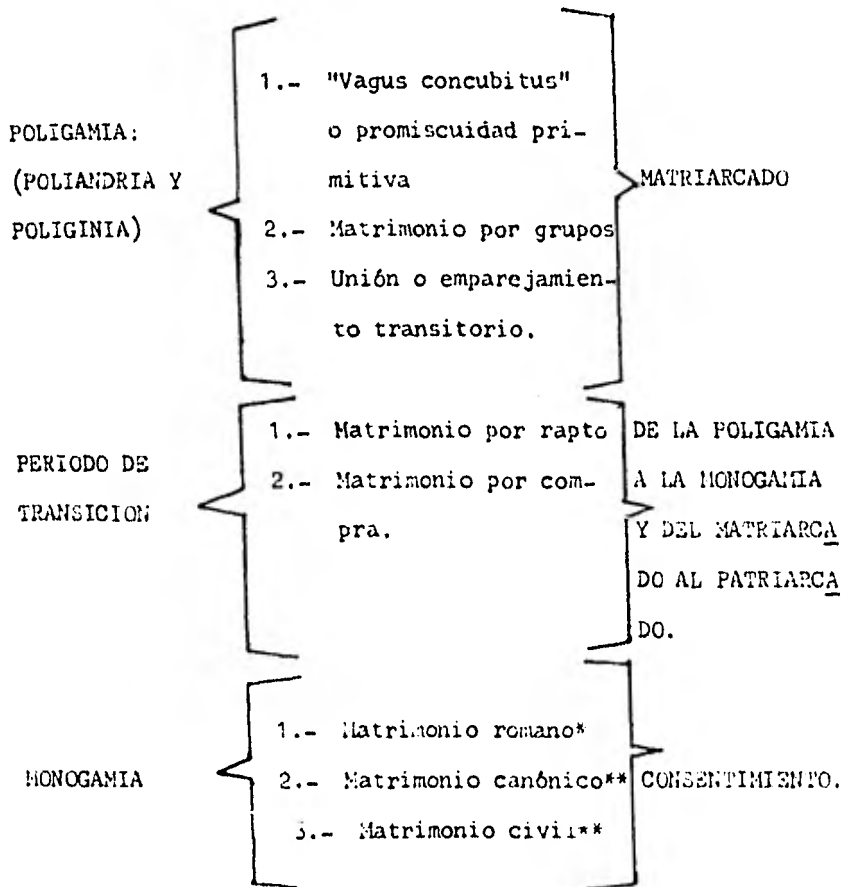 POLIGAMIA:
(POLIANDRIA Y
POLIGINIA)
1.- "Vagus concubitus"
o promiscuidad pri-
mitiva
2.- Matrimonio por grupos
3.- Unión o emparejamien-
to transitorio.
MATRIARCADO
PERIODO DE
TRANSICION
1.- Matrimonio por rapto
2.- Matrimonio por com-
pra.
DE LA POLIGAMIA
A LA MONOGAMIA
Y DEL MATRIARCA
DO AL PATRIARCA
DO.
MONOGAMIA
1.- Matrimonio romano*
2.- Matrimonio canónico**
3.- Matrimonio civil**
CONSENTIMIENTO.